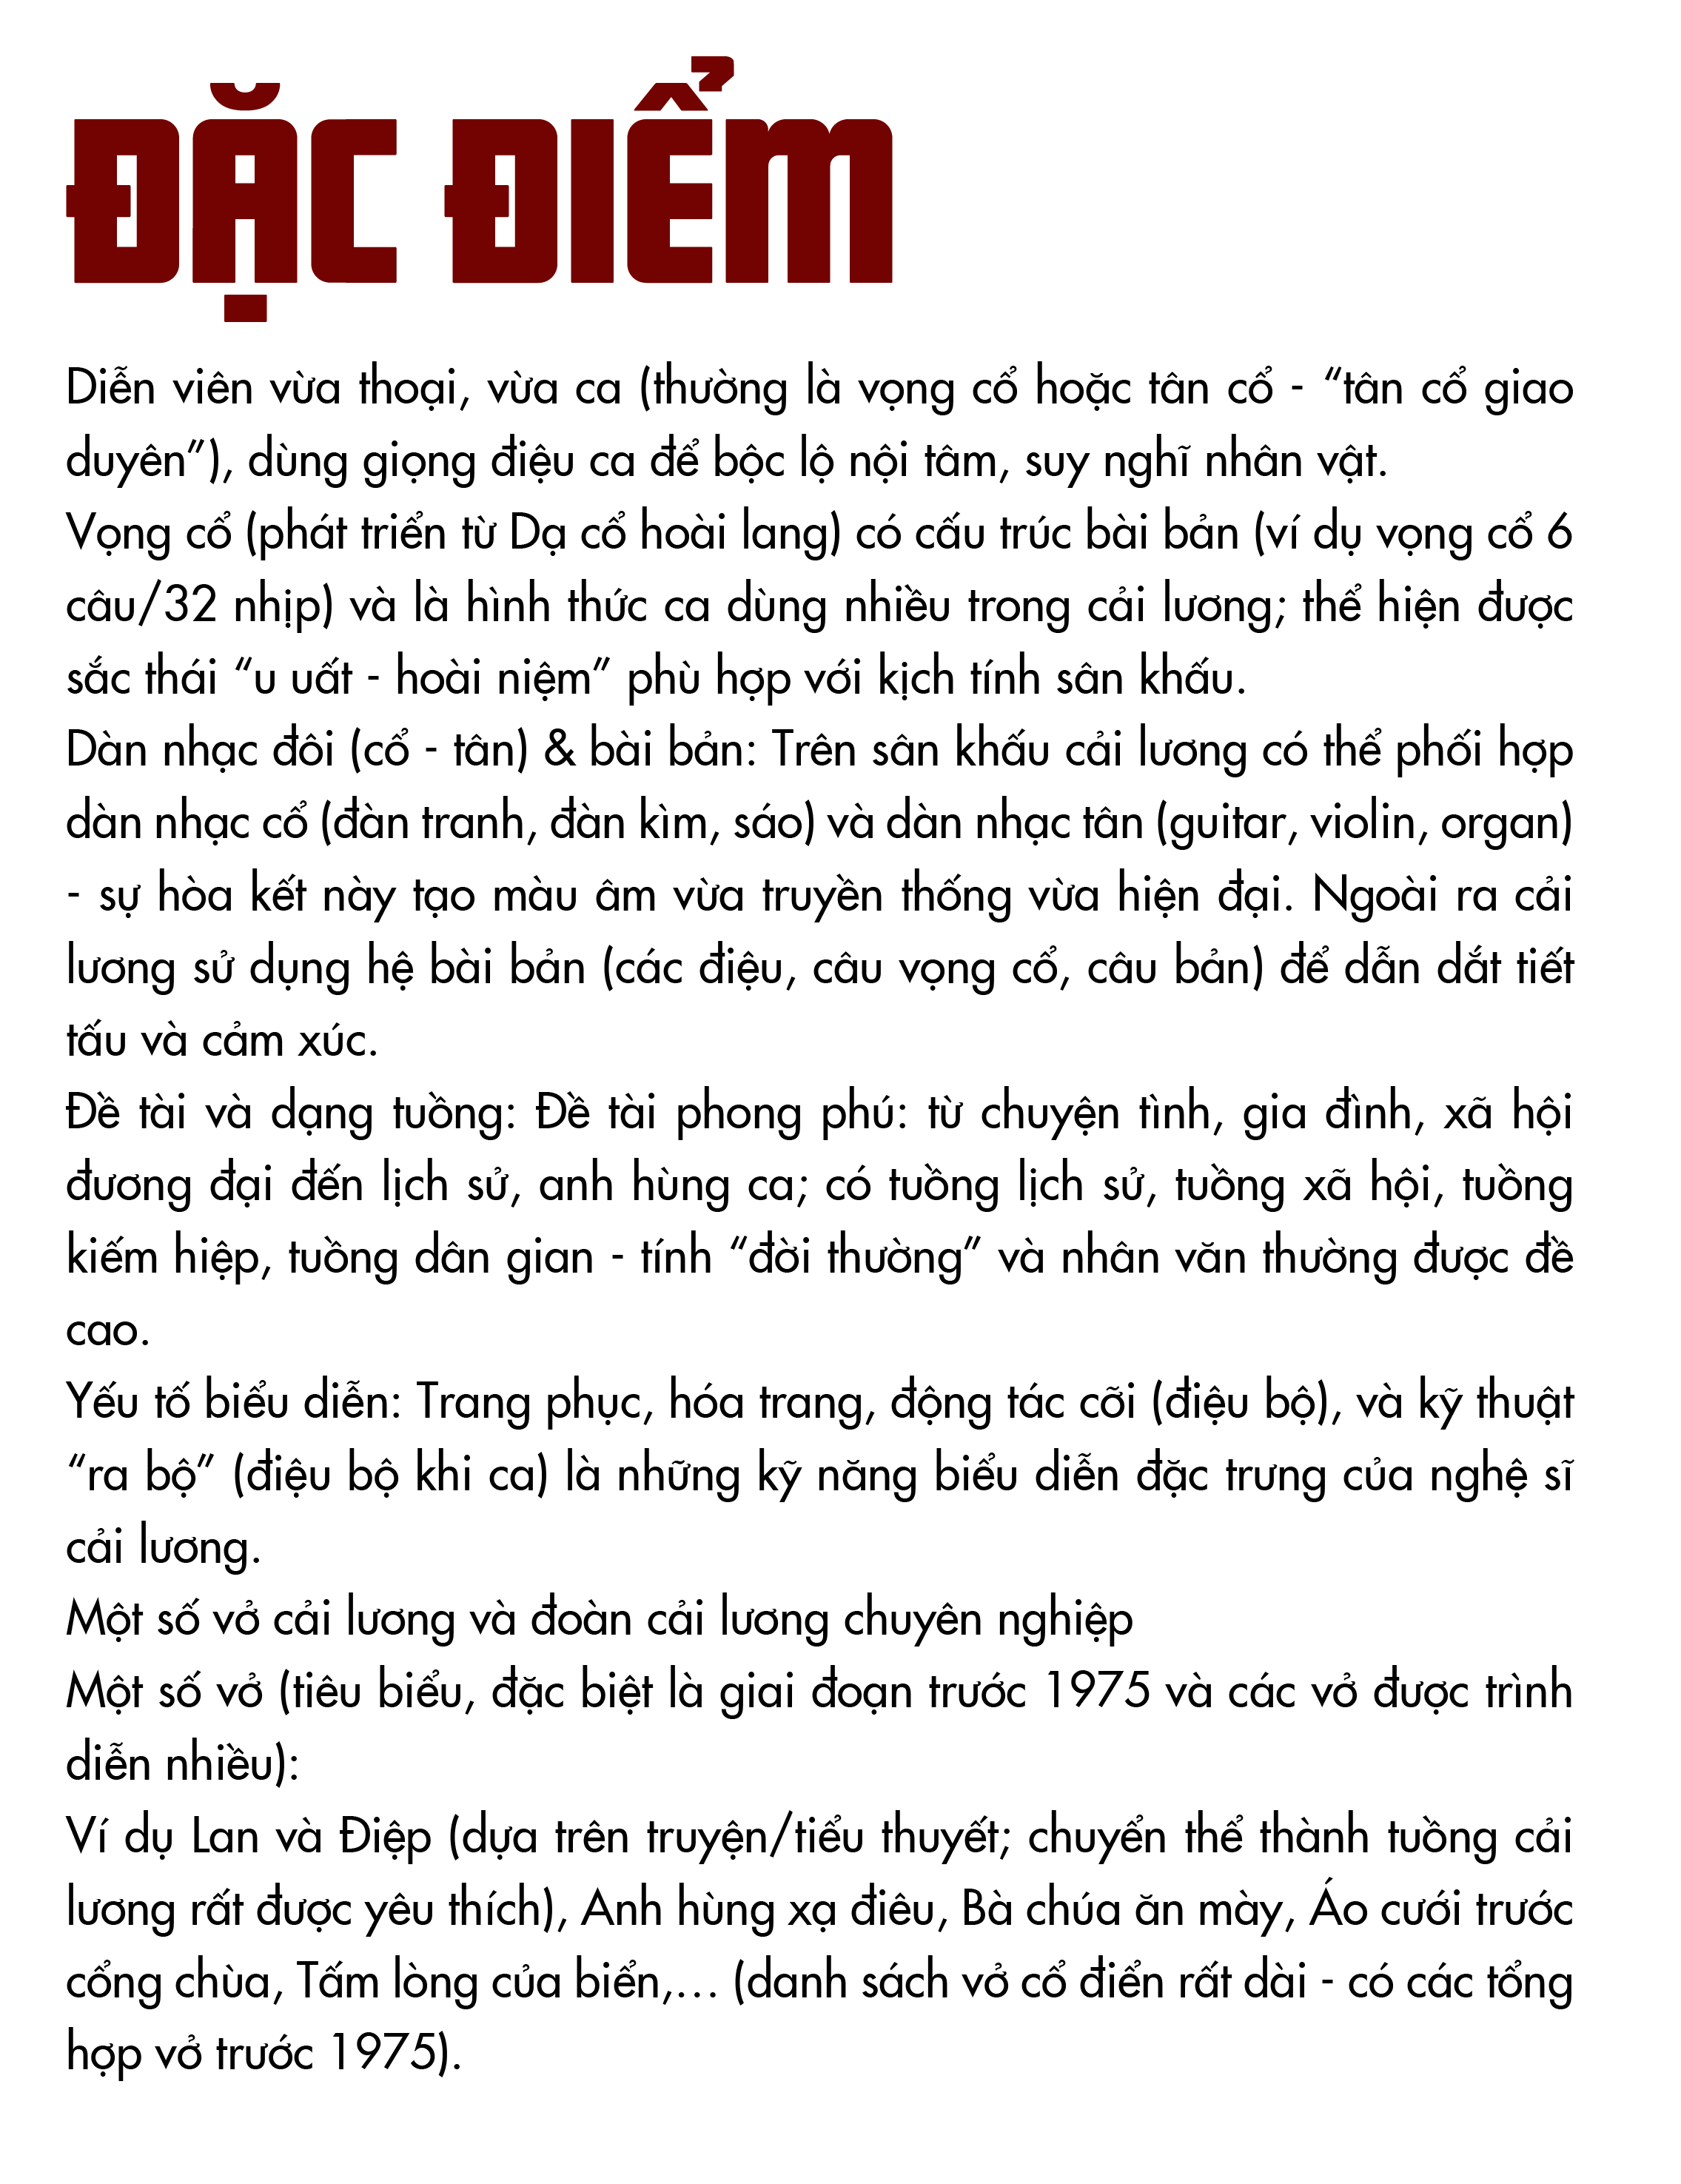 ĐẶC ĐIỂM
Diễn viên vừa thoại, vừa ca (thường là vọng cổ hoặc tân cổ - “tân cổ giao
duyên”), dùng giọng điệu ca để bộc lộ nội tâm, suy nghĩ nhân vật.
Vọng cổ (phát triển từ Dạ cổ hoài lang) có cấu trúc bài bản (ví dụ vọng cổ 6
câu/32 nhịp) và là hình thức ca dùng nhiều trong cải lương; thể hiện được
sắc thái “u uất - hoài niệm” phù hợp với kịch tính sân khấu.
Dàn nhạc đôi (cổ - tân) & bài bản: Trên sân khấu cải lương có thể phối hợp
dàn nhạc cổ (đàn tranh, đàn kìm, sáo) và dàn nhạc tân (guitar, violin, organ)
- sự hòa kết này tạo màu âm vừa truyền thống vừa hiện đại. Ngoài ra cải
lương sử dụng hệ bài bản (các điệu, câu vọng cổ, câu bản) để dẫn dắt tiết
tấu và cảm xúc.
Đề tài và dạng tuồng: Đề tài phong phú: từ chuyện tình, gia đình, xã hội
đương đại đến lịch sử, anh hùng ca; có tuồng lịch sử, tuồng xã hội, tuồng
kiếm hiệp, tuồng dân gian - tính “đời thường” và nhân văn thường được đề
cao.
Yếu tố biểu diễn: Trang phục, hóa trang, động tác cỡi (điệu bộ), và kỹ thuật
“ra bộ” (điệu bộ khi ca) là những kỹ năng biểu diễn đặc trưng của nghệ sĩ
cải lương.
Một số vở cải lương và đoàn cải lương chuyên nghiệp
Một số vở (tiêu biểu, đặc biệt là giai đoạn trước 1975 và các vở được trình
diễn nhiều):
Ví dụ Lan và Điệp (dựa trên truyện/tiểu thuyết; chuyển thể thành tuồng cải
lương rất được yêu thích), Anh hùng xạ điêu, Bà chúa ăn mày, Áo cưới trước
cổng chùa, Tấm lòng của biển,… (danh sách vở cổ điển rất dài - có các tổng
hợp vở trước 1975).